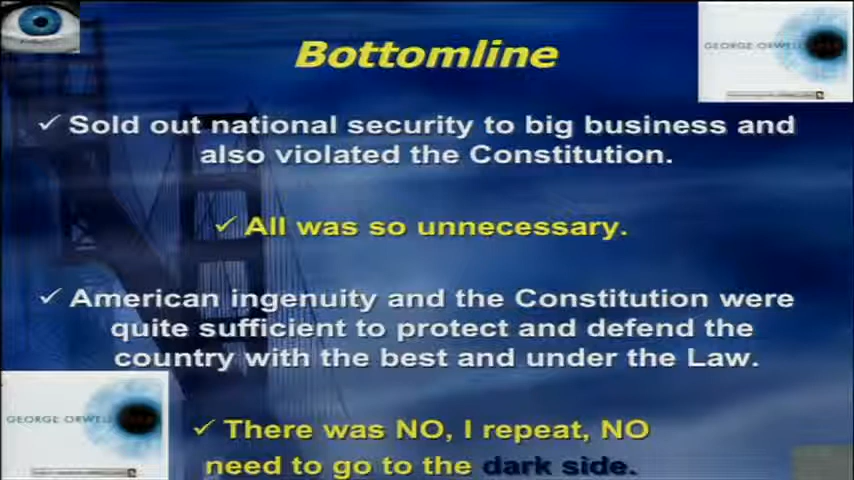 Bottomline
GEORGE ORWELL
✓ Sold out national security to big business and
also violated the Constitution.
✓ All was so unnecessary.
✓ American ingenuity and the Constitution were
quite sufficient to protect and defend the
country with the best and under the Law.
GEORGE ORWELL
✓ There was NO, I repeat, NO
need to go to the dark side.